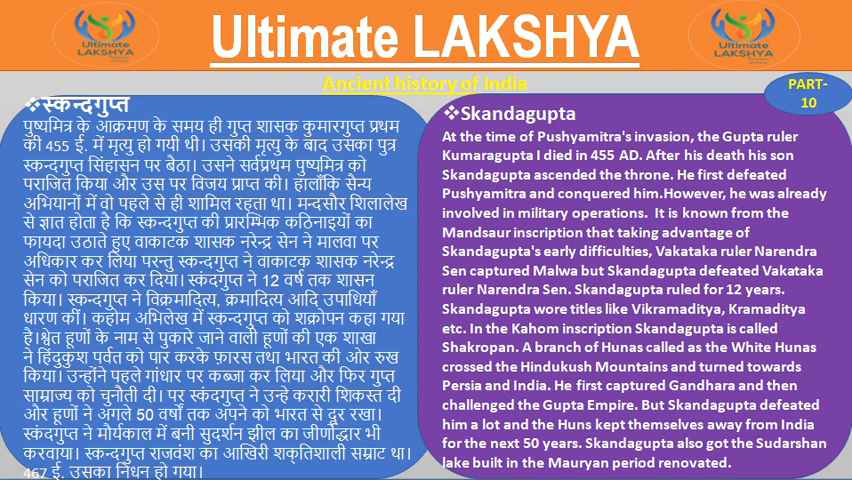 Ultimate
LAKSHYA
Ultimate LAKSHYA
Ultimate
LAKSHYA
Ancient history of India
PART-
10
❖स्कन्दगुप्त
पुष्यमित्र के आक्रमण के समय ही गुप्त शासक कुमारगुप्त प्रथम
की 455 ई. में मृत्यु हो गयी थी। उसकी मृत्यु के बाद उसका पुत्र
स्कन्दगुप्त सिंहासन पर बैठा। उसने सर्वप्रथम पुष्यमित्र को
पराजित किया और उस पर विजय प्राप्त की। हालाँकि सैन्य
अभियानों में वो पहले से ही शामिल रहता था। मन्दसौर शिलालेख
से ज्ञात होता है कि स्कन्दगुप्त की प्रारम्भिक कठिनाइयों का
फायदा उठाते हुए वाकाटक शासक नरेन्द्र सेन ने मालवा पर
अधिकार कर लिया परन्तु स्कन्दगुप्त ने वाकाटक शासक नरेन्द्र
सेन को पराजित कर दिया। स्कंदगुप्त ने 12 वर्ष तक शासन
किया। स्कन्दगुप्त ने विक्रमादित्य, क्रमादित्य आदि उपाधियाँ
धारण कीं। कहोम अभिलेख में स्कन्दगुप्त को शक्रोपन कहा गया
है।श्वेत हूणों के नाम से पुकारे जाने वाली हूणों की एक शाखा
ने हिंदुकुश पर्वत को पार करके फ़ारस तथा भारत की ओर रुख
किया। उन्होंने पहले गांधार पर कब्जा कर लिया और फिर गुप्त
साम्राज्य को चुनौती दी। पर स्कंदगुप्त ने उन्हे करारी शिकस्त दी
और हूणों ने अगले 50 वर्षों तक अपने को भारत से दूर रखा।
स्कंदगुप्त ने मौर्यकाल में बनी सुदर्शन झील का जीर्णोद्धार भी
करवाया। स्कन्दगुप्त राजवंश का आखिरी शक्तिशाली सम्राट था।
467 ई. उसका निधन हो गया।
❖Skandagupta
At the time of Pushyamitra's invasion, the Gupta ruler
Kumaragupta I died in 455 AD. After his death his son
Skandagupta ascended the throne. He first defeated
Pushyamitra and conquered him.However, he was already
involved in military operations. It is known from the
Mandsaur inscription that taking advantage of
Skandagupta's early difficulties, Vakataka ruler Narendra
Sen captured Malwa but Skandagupta defeated Vakataka
ruler Narendra Sen. Skandagupta ruled for 12 years.
Skandagupta wore titles like Vikramaditya, Kramaditya
etc. In the Kahom inscription Skandagupta is called
Shakropan. A branch of Hunas called as the White Hunas
crossed the Hindukush Mountains and turned towards
Persia and India. He first captured Gandhara and then
challenged the Gupta Empire. But Skandagupta defeated
him a lot and the Huns kept themselves away from India
for the next 50 years. Skandagupta also got the Sudarshan
lake built in the Mauryan period renovated.